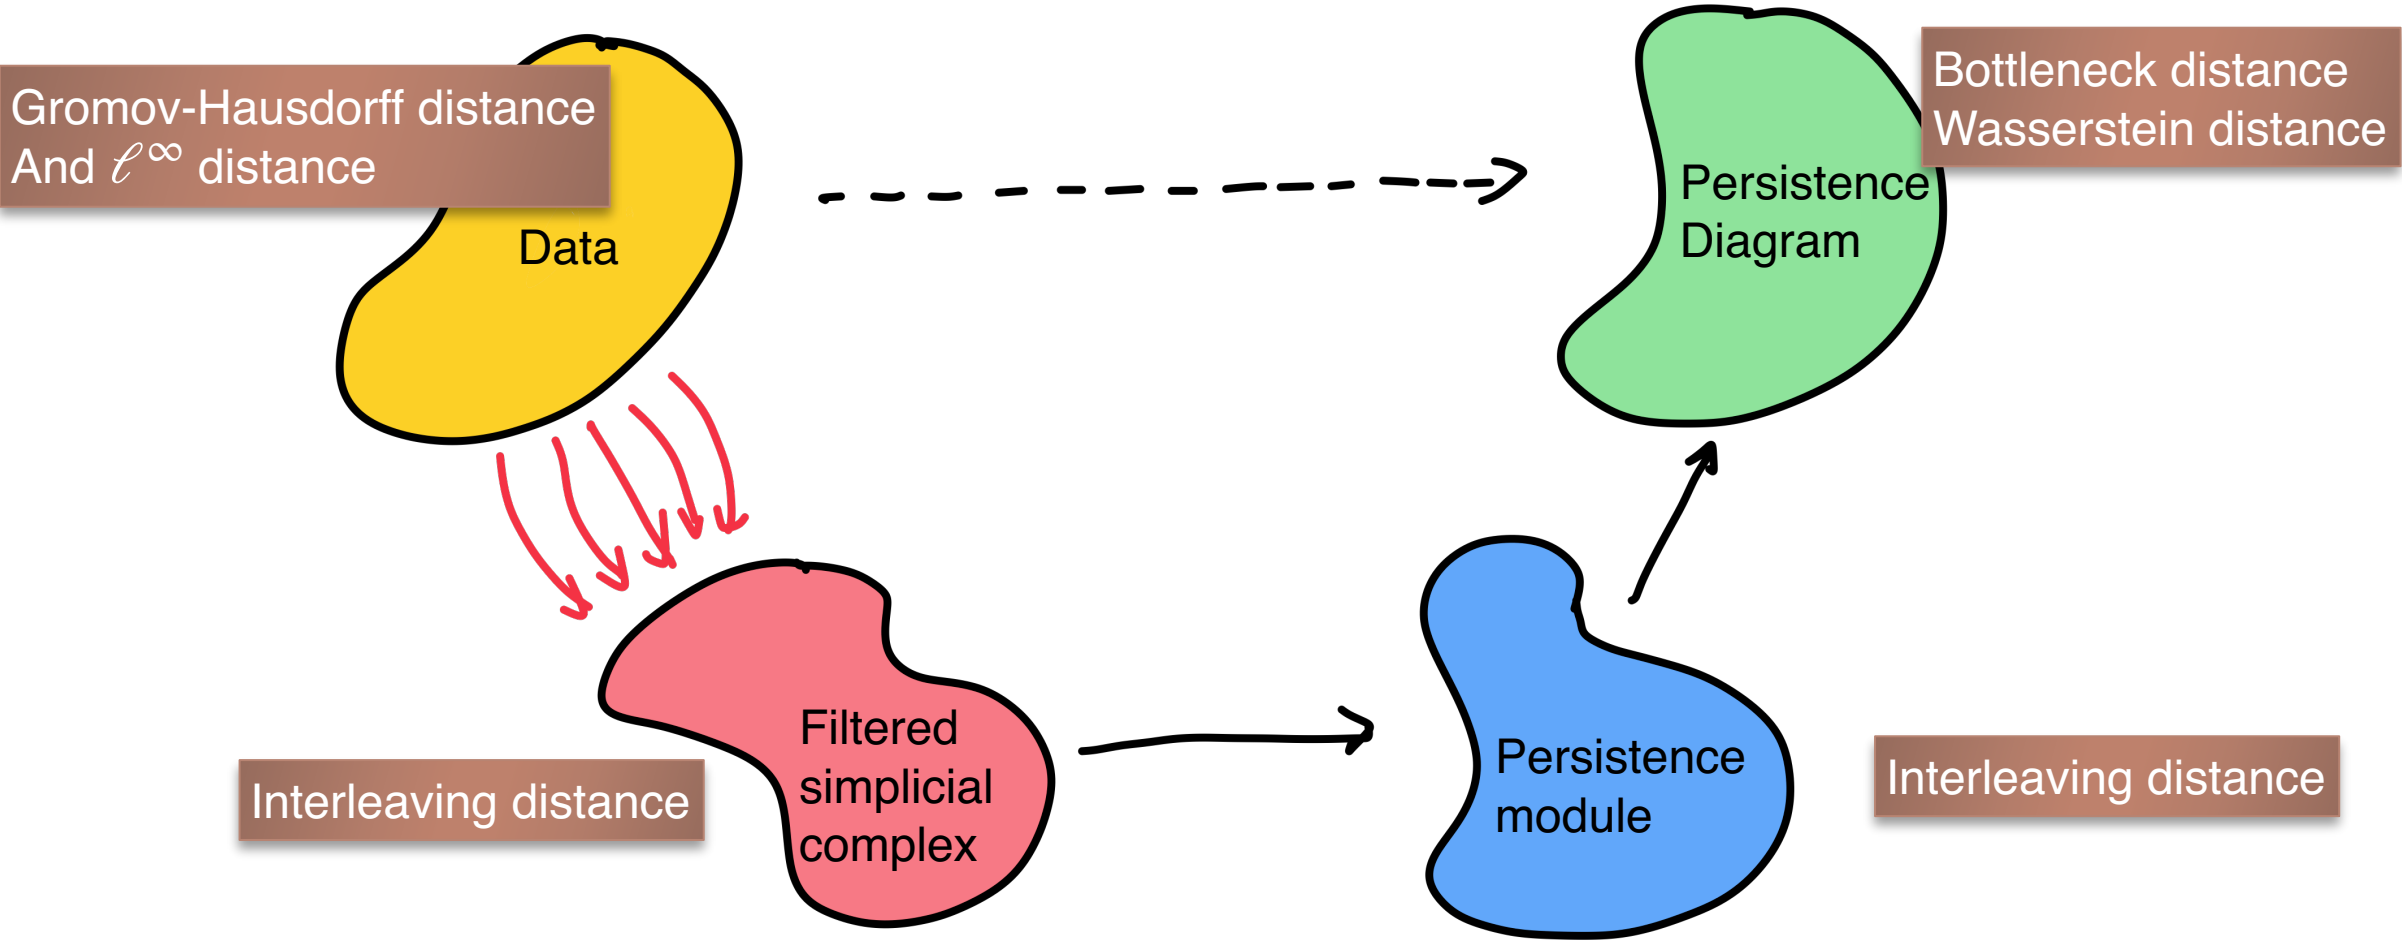 Gromov-Hausdorff distance
And ℓ∞ distance
Data
Bottleneck distance
Wasserstein distance
Persistence
Diagram
Filtered
simplicial
complex
Interleaving distance
Persistence
module
Interleaving distance